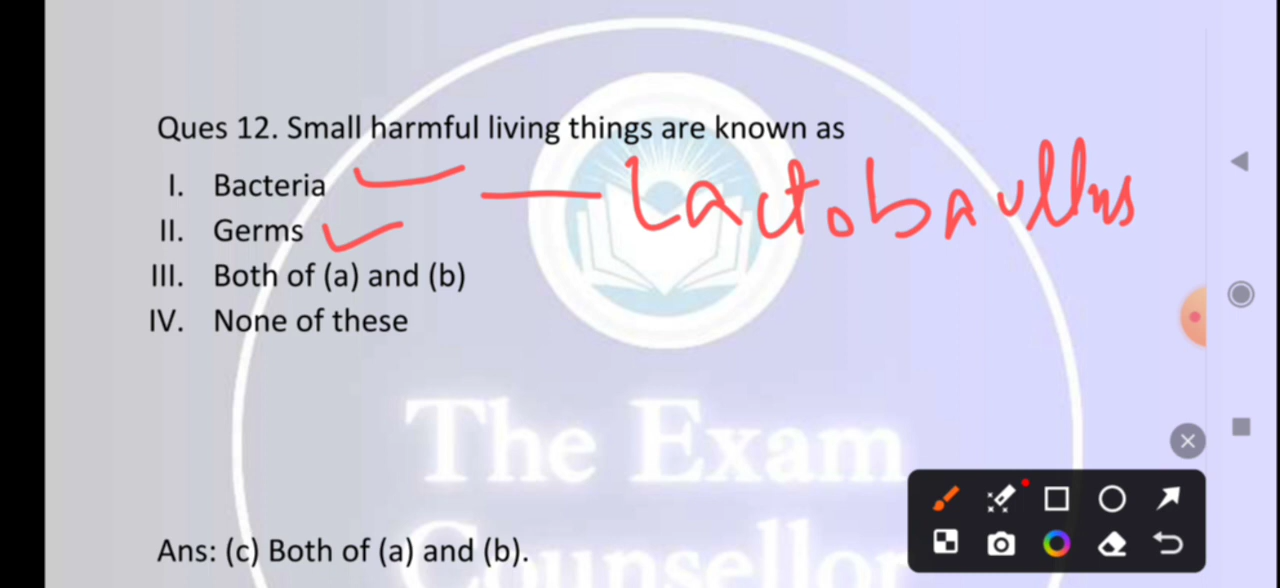 Ques 12. Small harmful living things are known as
I. Bacteria — Lactobacillus
II. Germs
III. Both of (a) and (b)
IV. None of these
The Exam
Counsellor
Ans: (c) Both of (a) and (b).